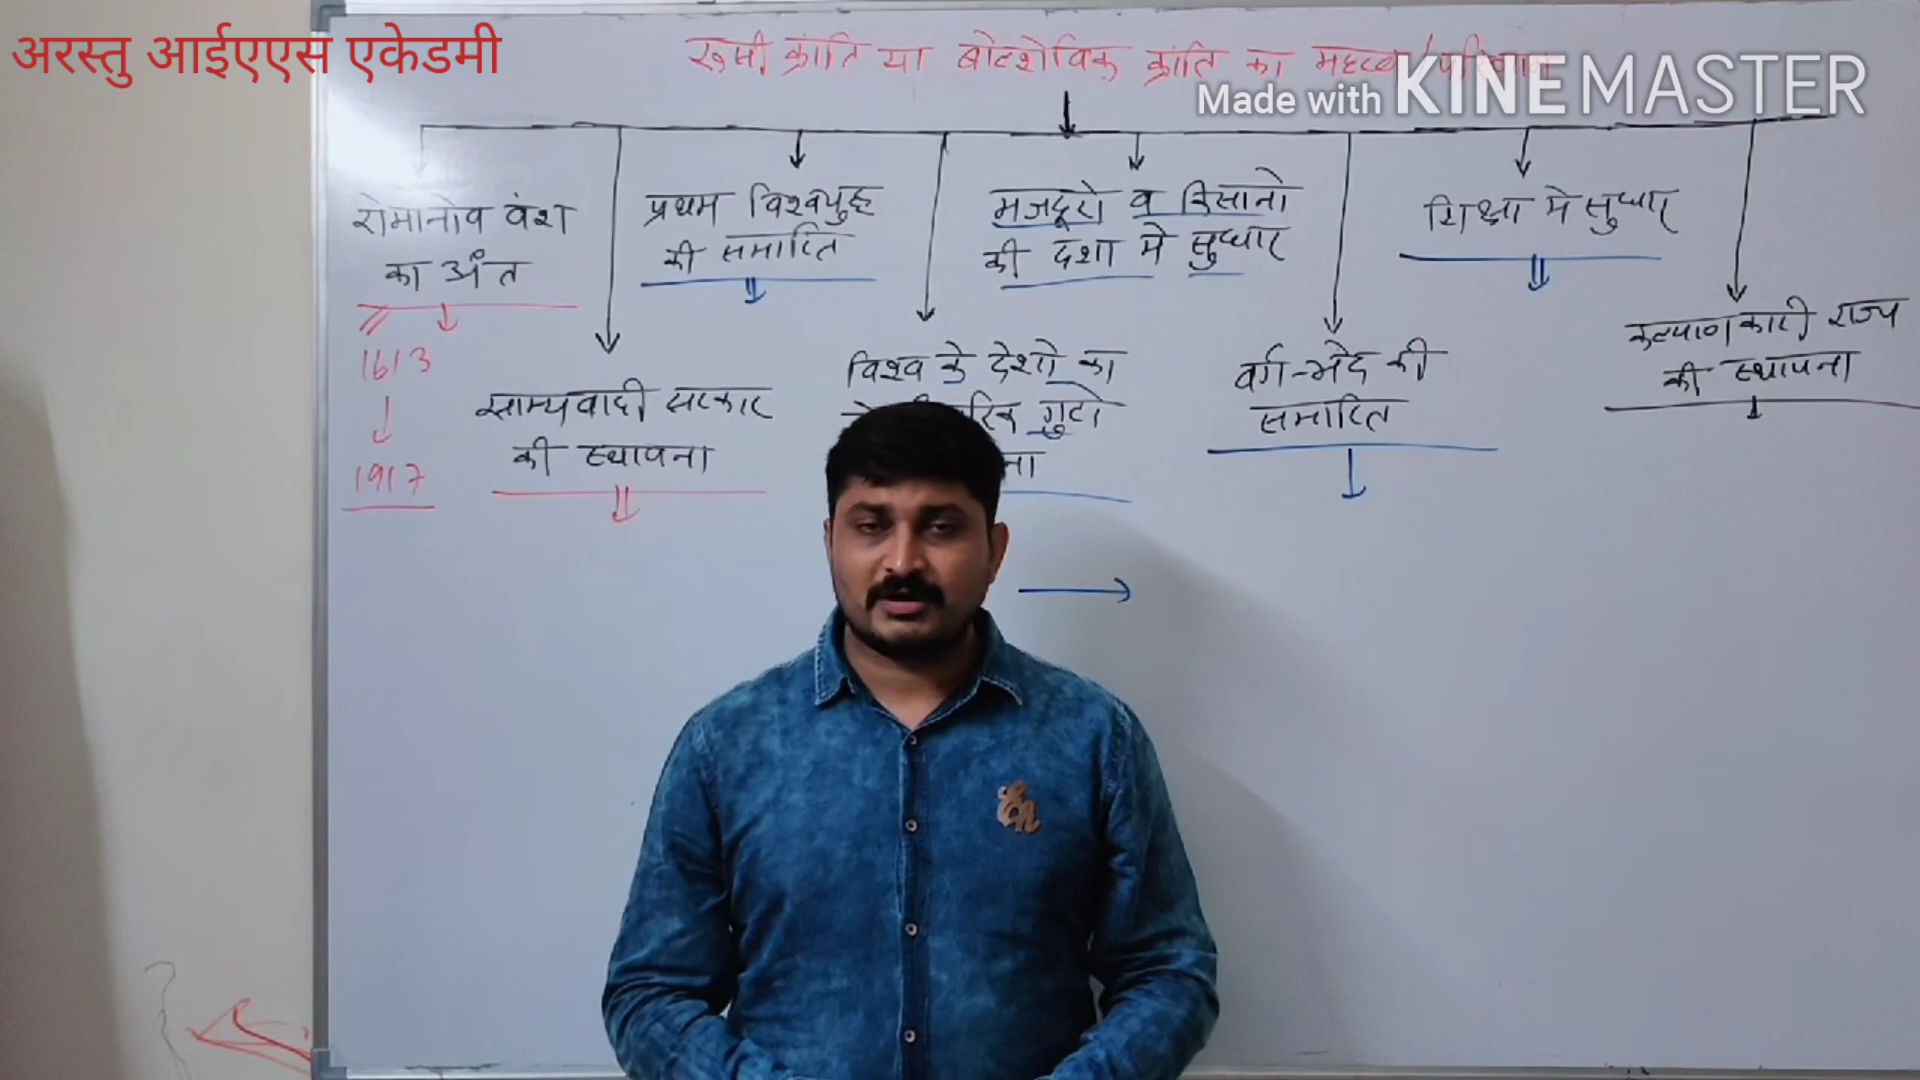 अरस्तु आईएएस एकेडमी
रूसी क्रांति या बोल्शेविक क्रांति का महत्व/परिणाम
Made with KINEMASTER
रोमानोव वंश
का अंत
1613
1917
साम्यवादी सरकार
की स्थापना
प्रथम विश्वयुद्ध
की समाप्ति
विश्व के देशो का
गुटो
मजदूरो व किसानो
की दशा मे सुधार
वर्ग-भेद की
समाप्ति
शिक्षा मे सुधार
कल्याणकारी राज्य
की स्थापना